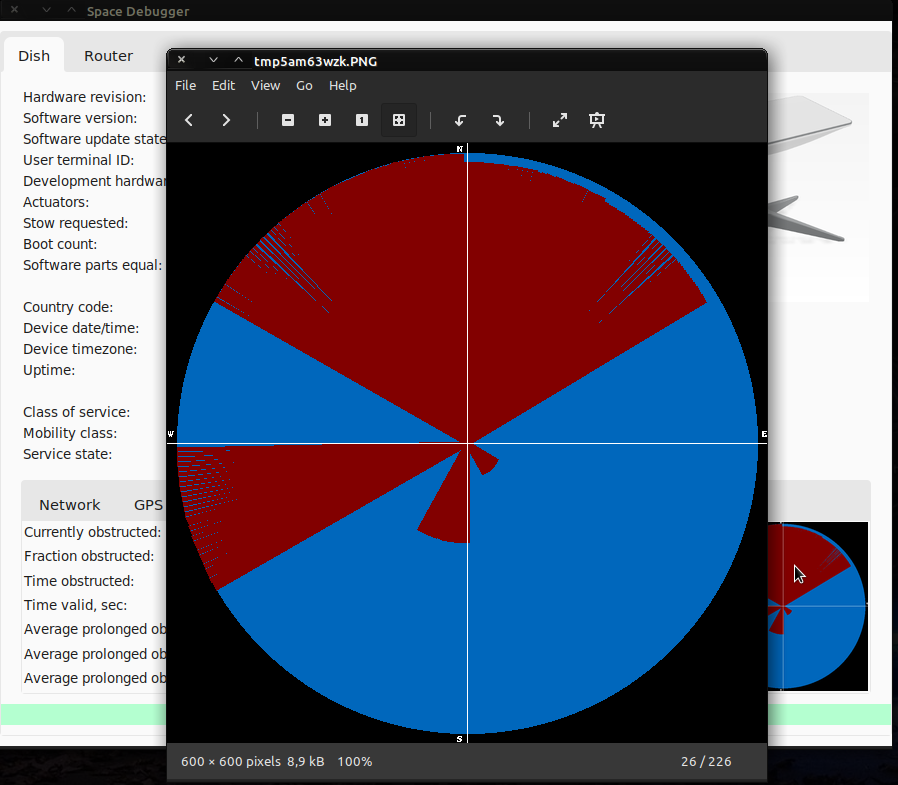 Space Debugger
Dish Router
Hardware revision:
Software version:
Software update state
User terminal ID:
Development hardwar
Actuators:
Stow requested:
Boot count:
Software parts equal:
Country code:
Device date/time:
Device timezone:
Uptime:
Class of service:
Mobility class:
Service state:
Network GPS
Currently obstructed:
Fraction obstructed:
Time obstructed:
Time valid, sec:
Average prolonged ob
Average prolonged ob
Average prolonged ob
tmp5am63wzk.PNG
File Edit View Go Help
1
N
W E
S
600 × 600 pixels 8,9 kB 100% 26 / 226